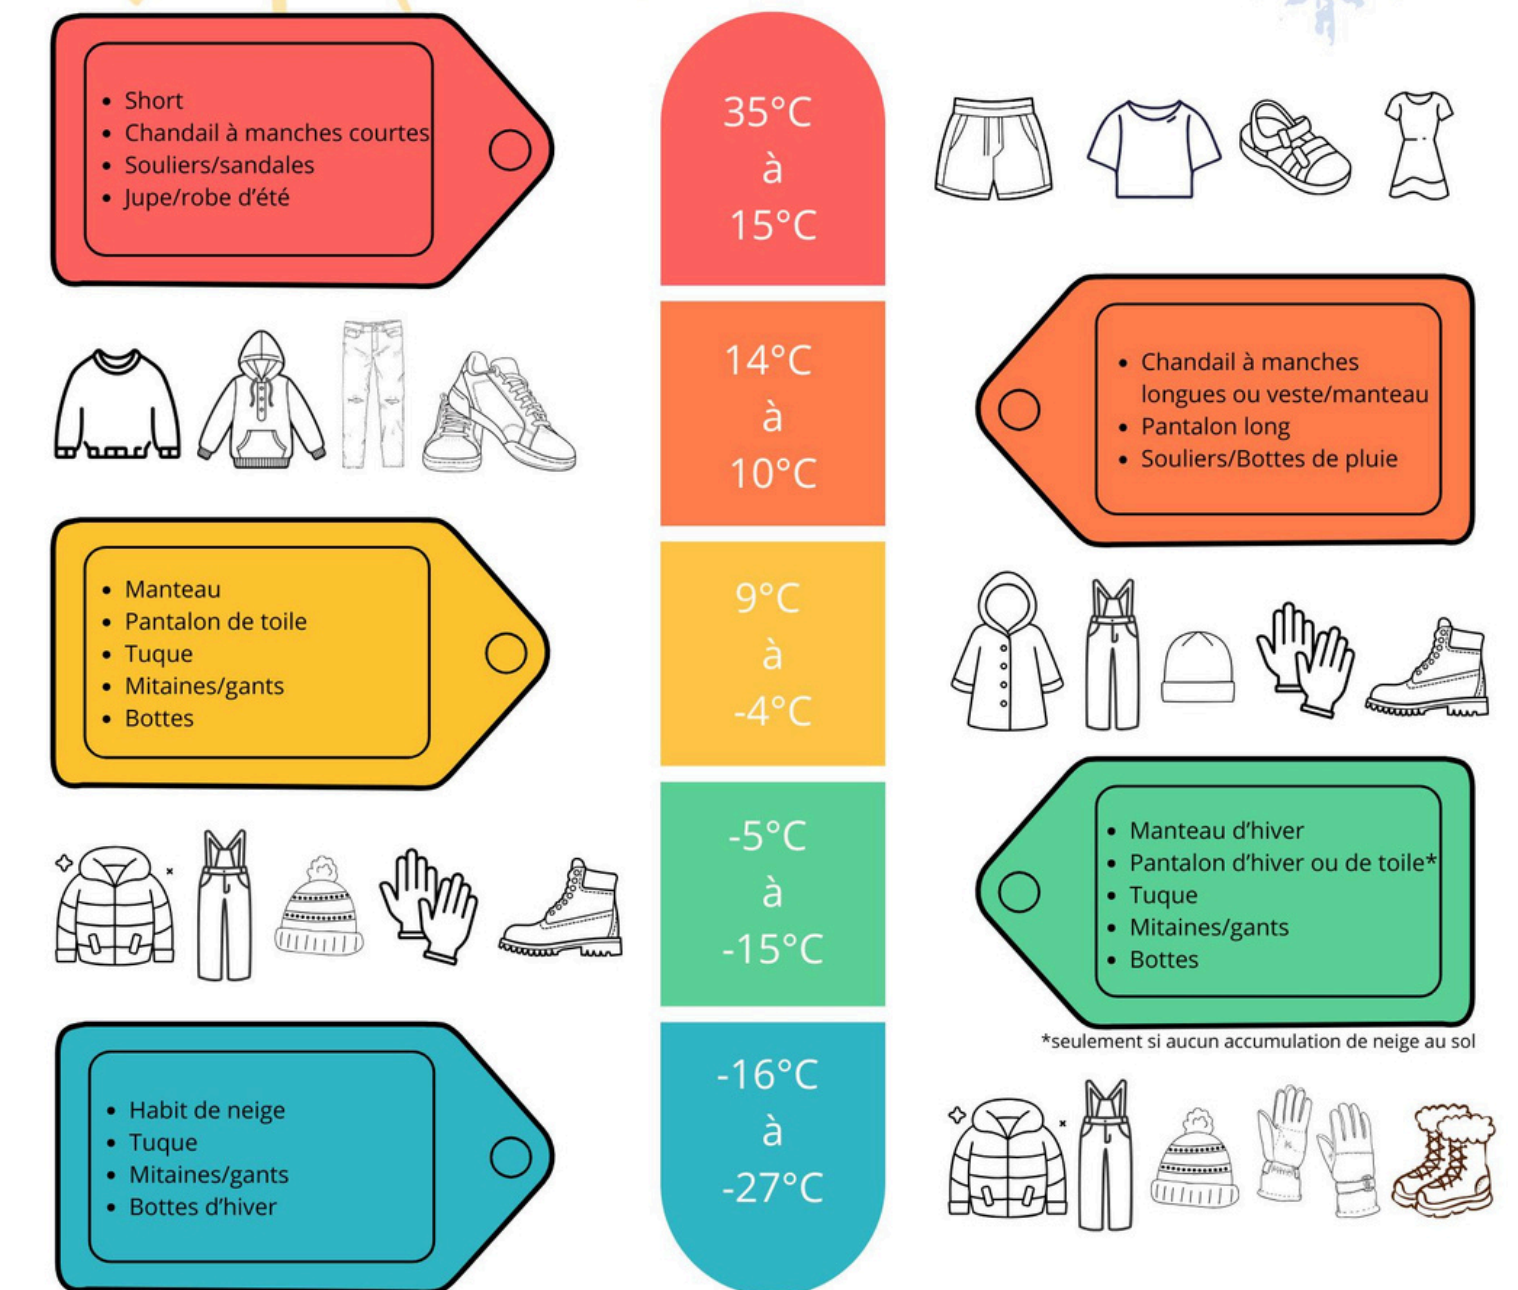 • Short
• Chandail à manches courtes
• Souliers/sandales
• Jupe/robe d’été
35°C
à
15°C
14°C
à
10°C
• Chandail à manches
longues ou veste/manteau
• Pantalon long
• Souliers/Bottes de pluie
• Manteau
• Pantalon de toile
• Tuque
• Mitaines/gants
• Bottes
9°C
à
-4°C
-5°C
à
-15°C
• Manteau d’hiver
• Pantalon d’hiver ou de toile*
• Tuque
• Mitaines/gants
• Bottes
*seulement si aucun accumulation de neige au sol
• Habit de neige
• Tuque
• Mitaines/gants
• Bottes d’hiver
-16°C
à
-27°C